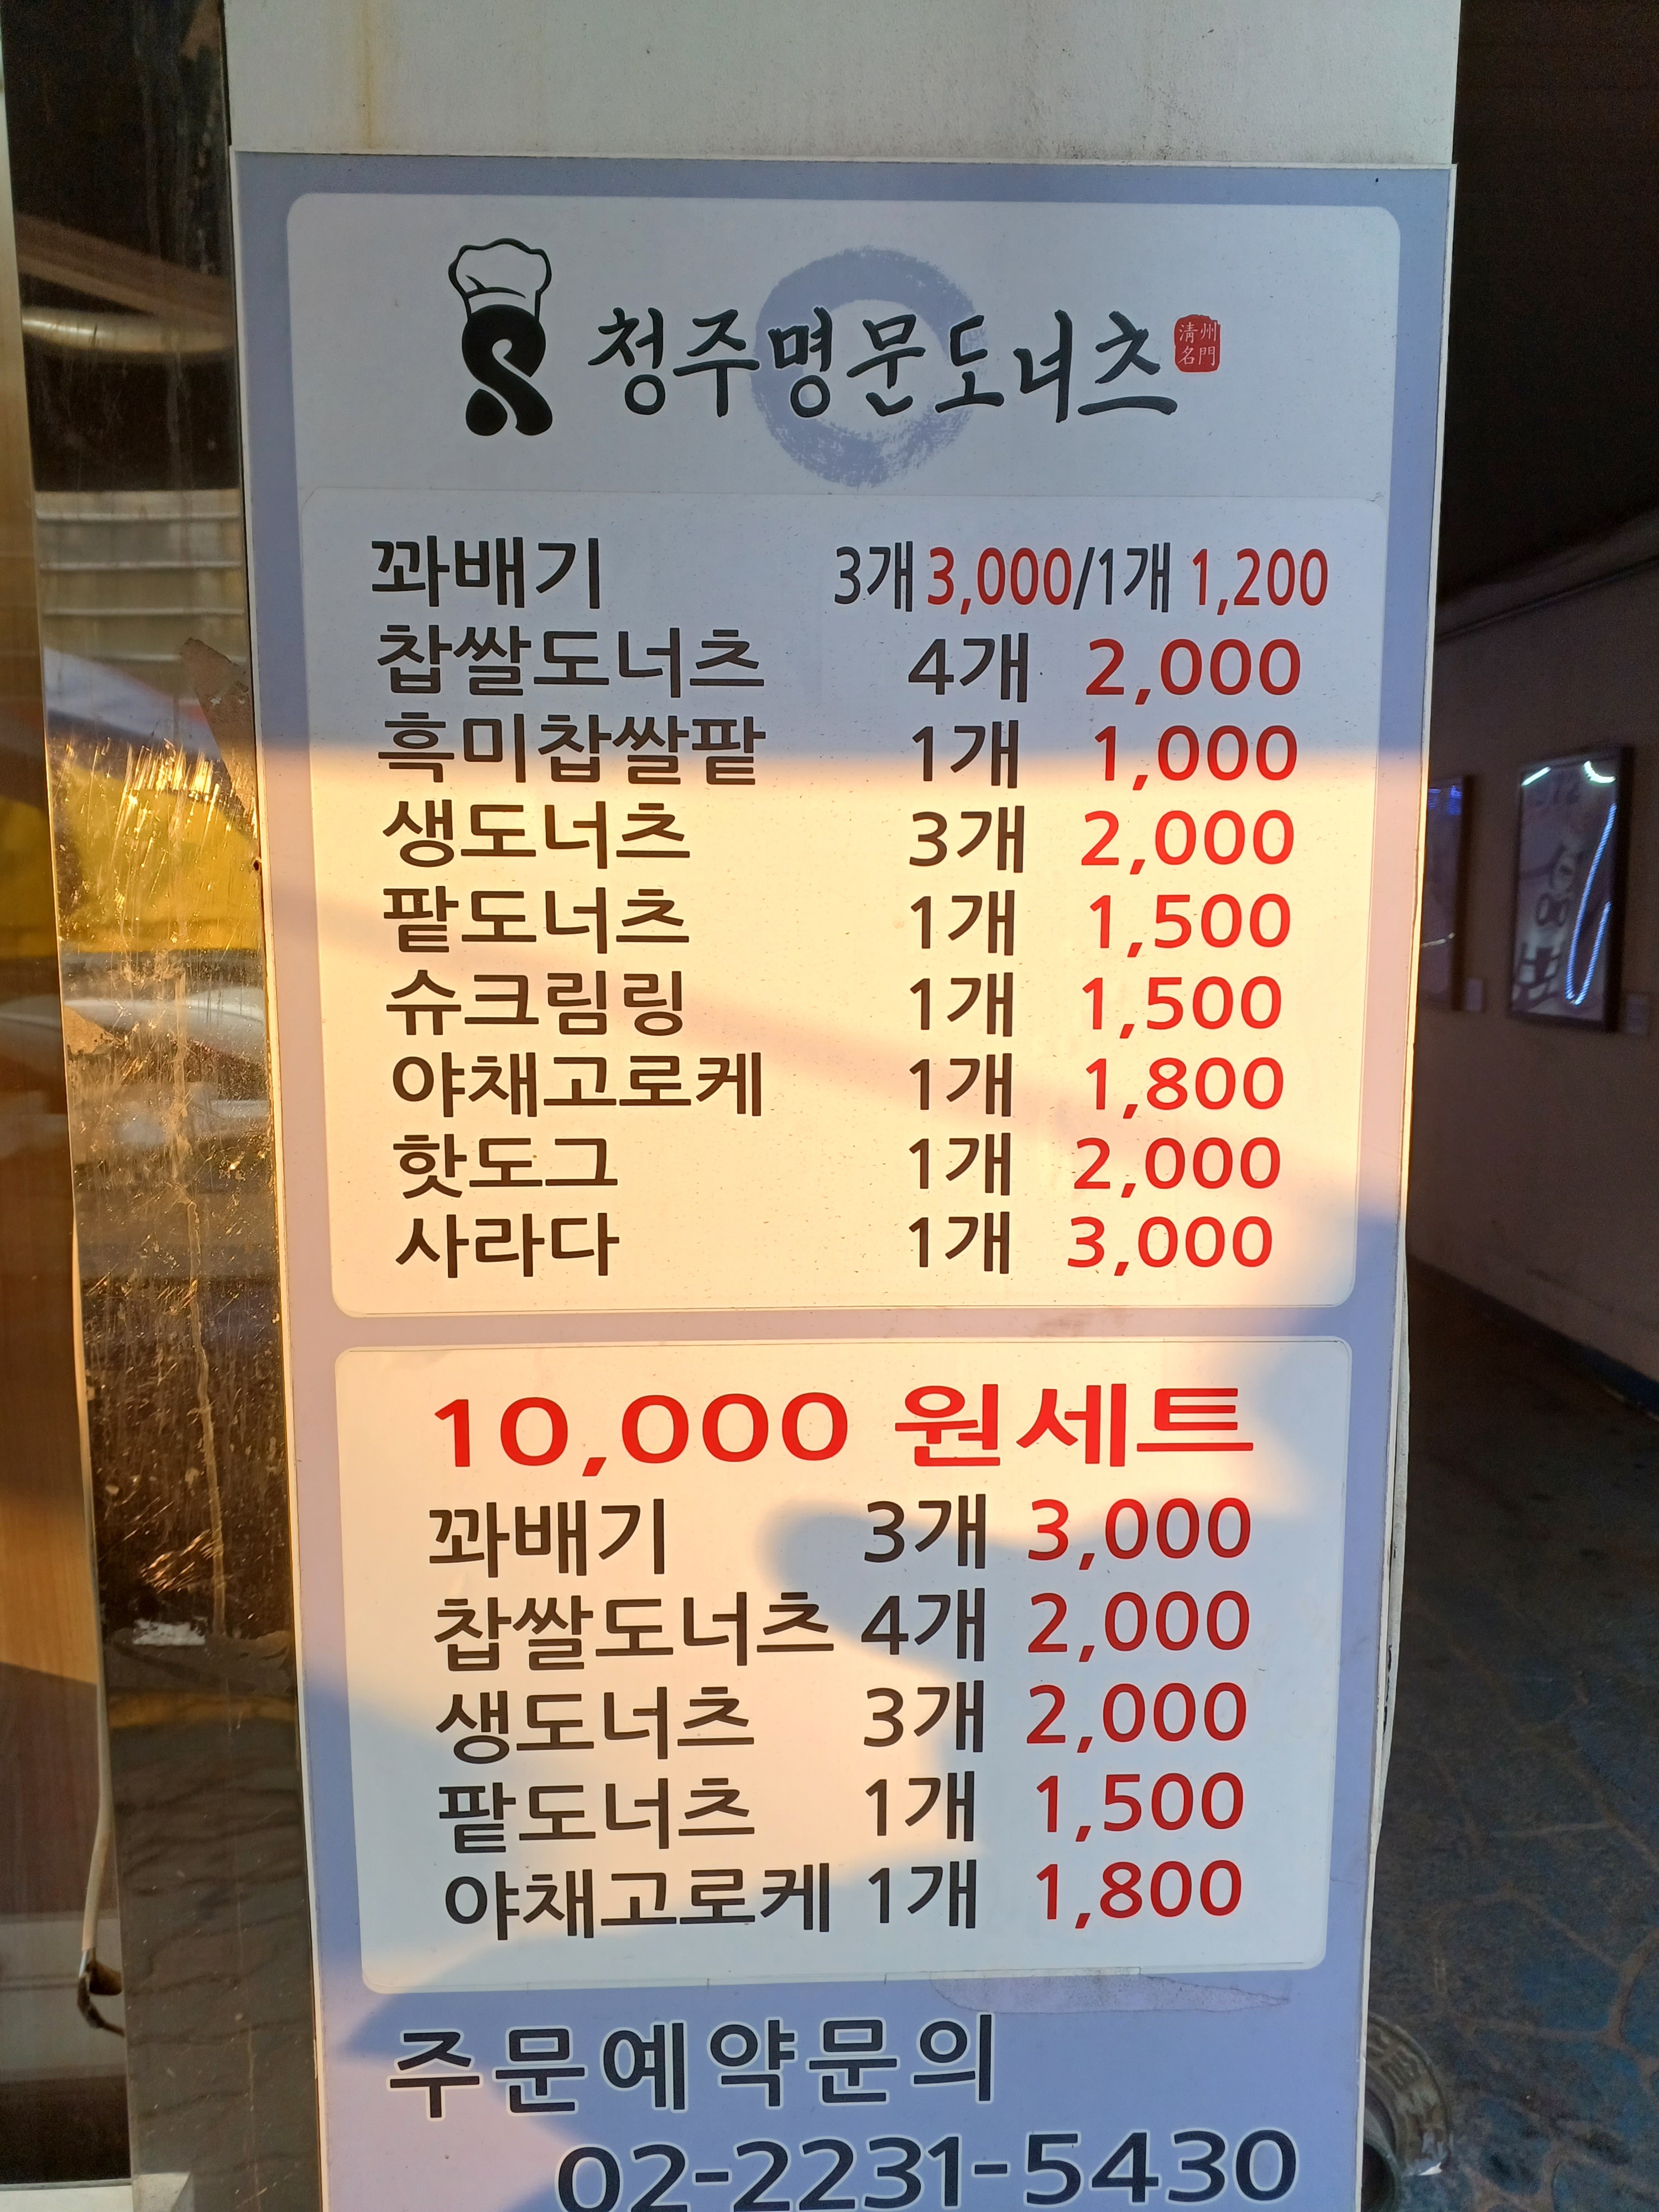 청주명문도너츠
清州
名門
꽈배기 3개 3,000/1개 1,200
찹쌀도너츠 4개 2,000
흑미찹쌀팥 1개 1,000
생도너츠 3개 2,000
팥도너츠 1개 1,500
슈크림링 1개 1,500
야채고로케 1개 1,800
핫도그 1개 2,000
사라다 1개 3,000
10,000 원세트
꽈배기 3개 3,000
찹쌀도너츠 4개 2,000
생도너츠 3개 2,000
팥도너츠 1개 1,500
야채고로케 1개 1,800
주문예약문의
02-2231-5430